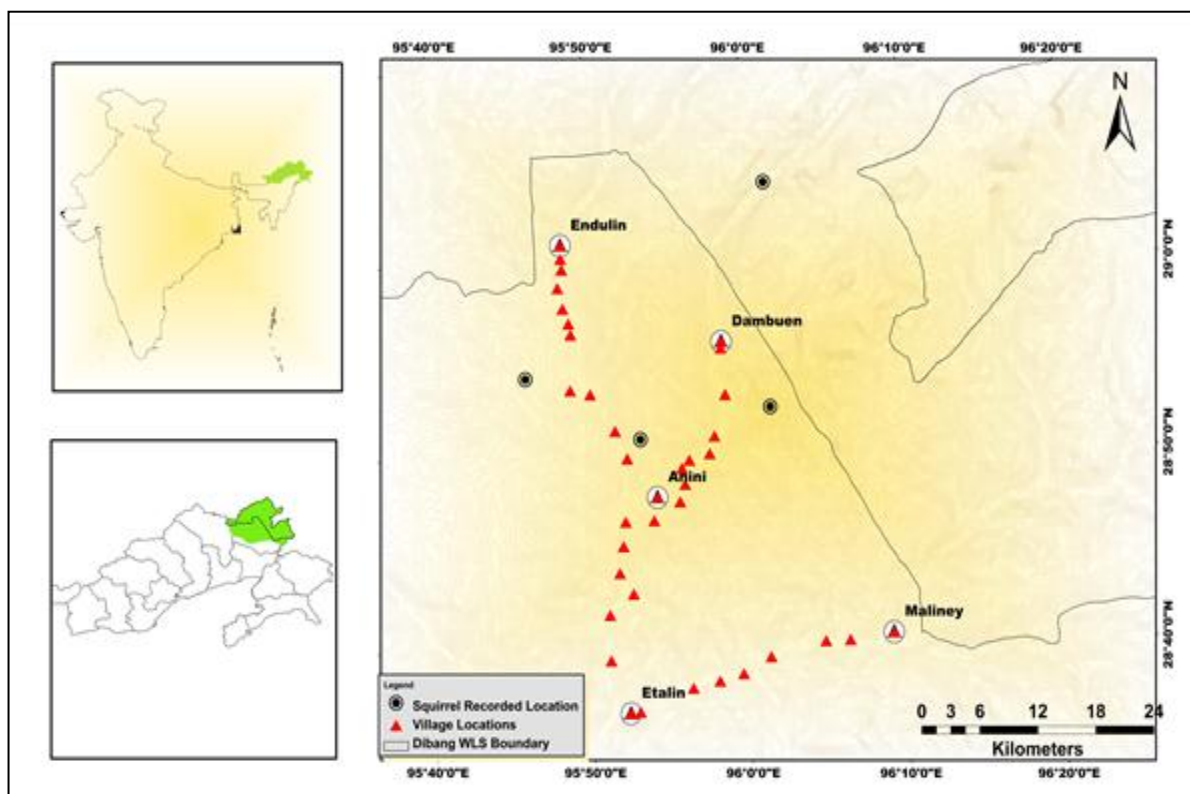 95°40'0"E 95°50'0"E 96°0'0"E 96°10'0"E 96°20'0"E
N
Endulin
29°0'0"N
Dambuen
28°50'0"N
Anini
Maliney
28°40'0"N
Etalin
Legend
Squirrel Recorded Location
Village Locations
Dibang WLS Boundary
0 3 6 12 18 24
Kilometers
95°40'0"E 95°50'0"E 96°0'0"E 96°10'0"E 96°20'0"E